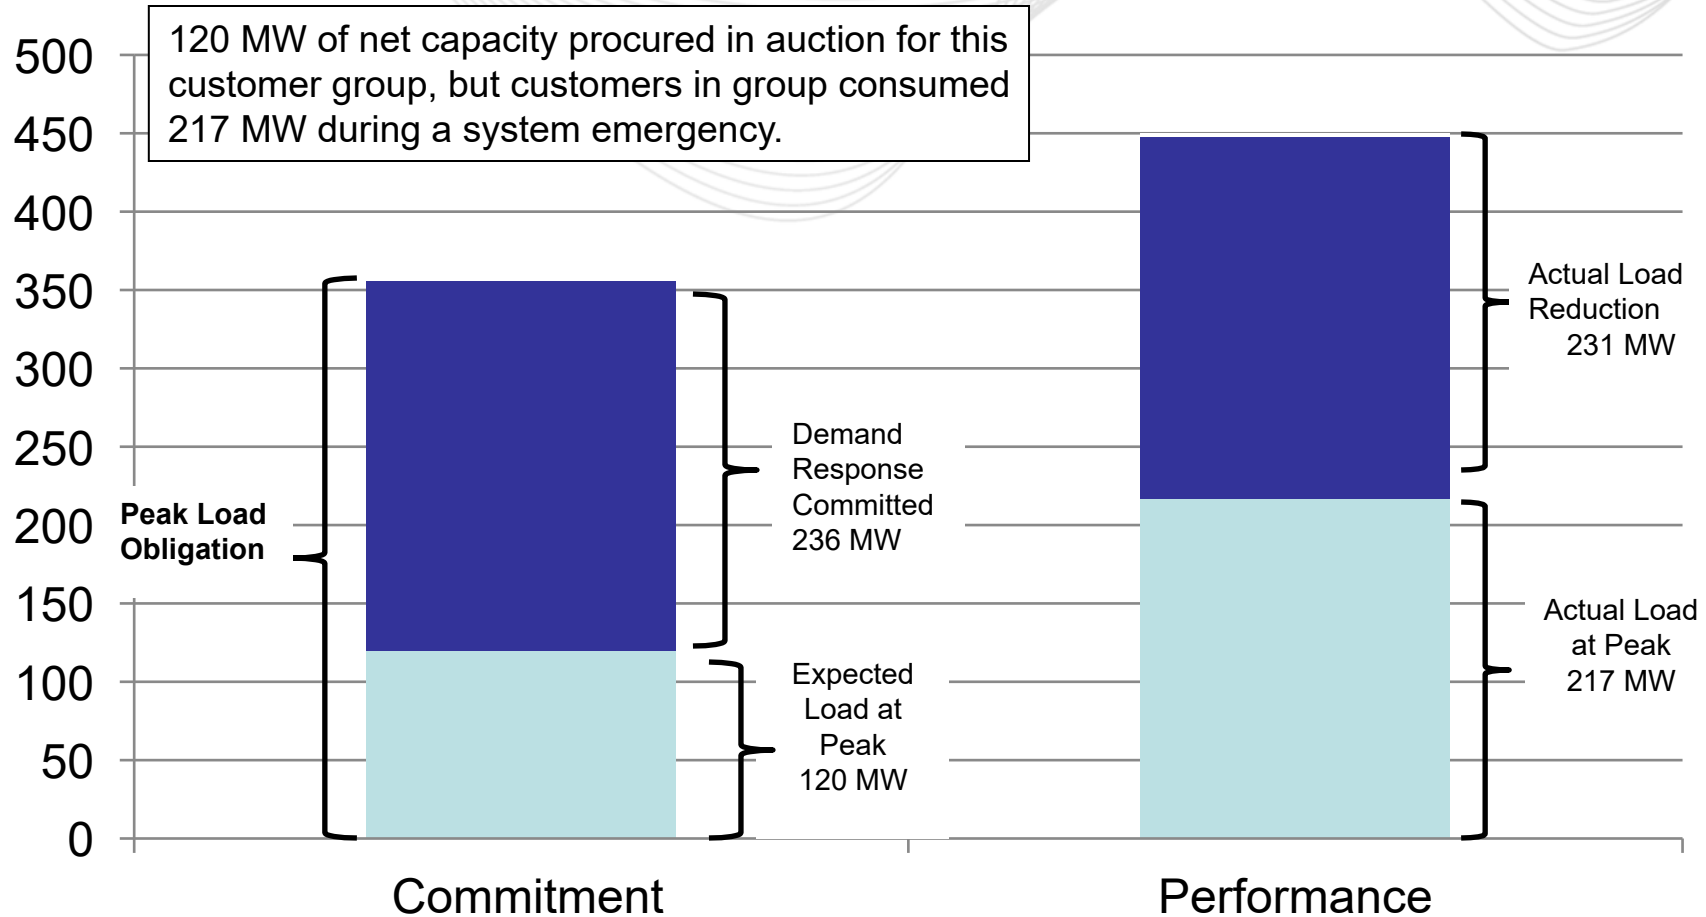 120 MW of net capacity procured in auction for this
customer group, but customers in group consumed
217 MW during a system emergency.
500
450
400
350
300
250
200
150
100
50
0
Peak Load
Obligation
Demand
Response
Committed
236 MW
Expected
Load at
Peak
120 MW
Actual Load
Reduction
231 MW
Actual Load
at Peak
217 MW
Commitment
Performance